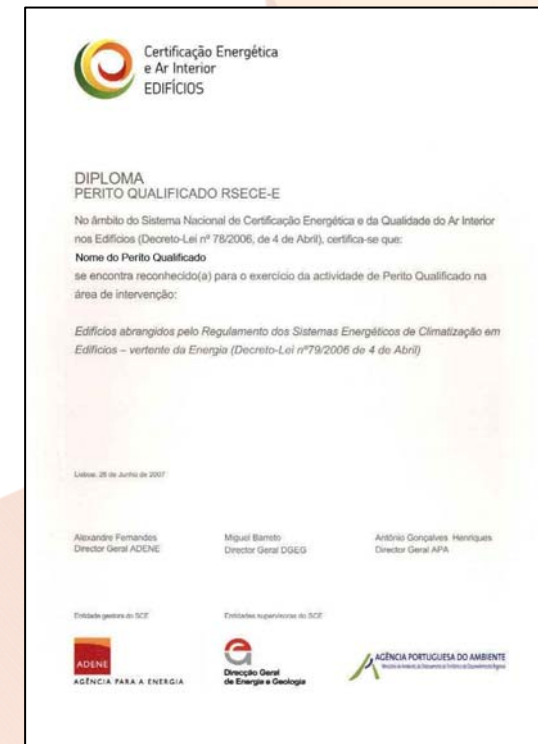 Certificação Energética
e Ar Interior
EDIFÍCIOS
DIPLOMA
PERITO QUALIFICADO RSECE-E
No âmbito do Sistema Nacional de Certificação Energética e da Qualidade do Ar Interior
nos Edifícios (Decreto-Lei nº 78/2006, de 4 de Abril), certifica-se que:
Nome do Perito Qualificado
se encontra reconhecido(a) para o exercício da actividade de Perito Qualificado na
área de intervenção:
Edifícios abrangidos pelo Regulamento dos Sistemas Energéticos de Climatização em
Edifícios – vertente da Energia (Decreto-Lei nº79/2006 de 4 de Abril)
Lisboa, 28 de Junho de 2007
Alexandre Fernandes
Director Geral ADENE
Miguel Barreto
Director Geral DGEG
António Gonçalves Henriques
Director Geral APA
Entidade gestora do SCE
Entidades supervisoras do SCE
ADENE
AGÊNCIA PARA A ENERGIA
Direcção Geral
de Energia e Geologia
AGÊNCIA PORTUGUESA DO AMBIENTE